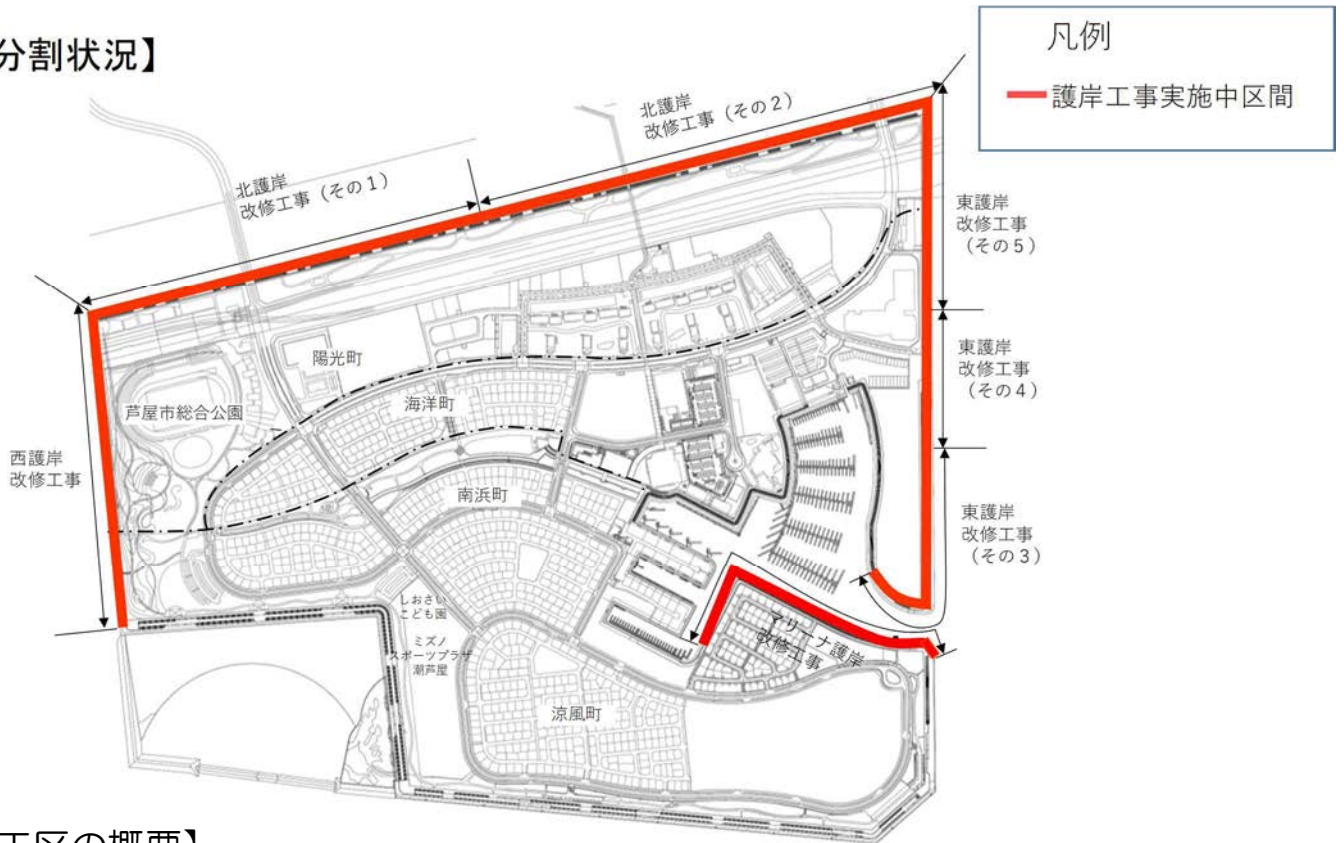 分割状況】
凡例
護岸工事実施中区間
北護岸
改修工事（その２）
北護岸
改修工事（その１）
東護岸
改修工事
（その５）
東護岸
改修工事
（その４）
東護岸
改修工事
（その３）
西護岸
改修工事
陽光町
芦屋市総合公園
海洋町
南浜町
しおさい
こども園
ミズノ
スポーツプラザ
潮芦屋
マリーナ護岸
改修工事
涼風町
工区の概要】